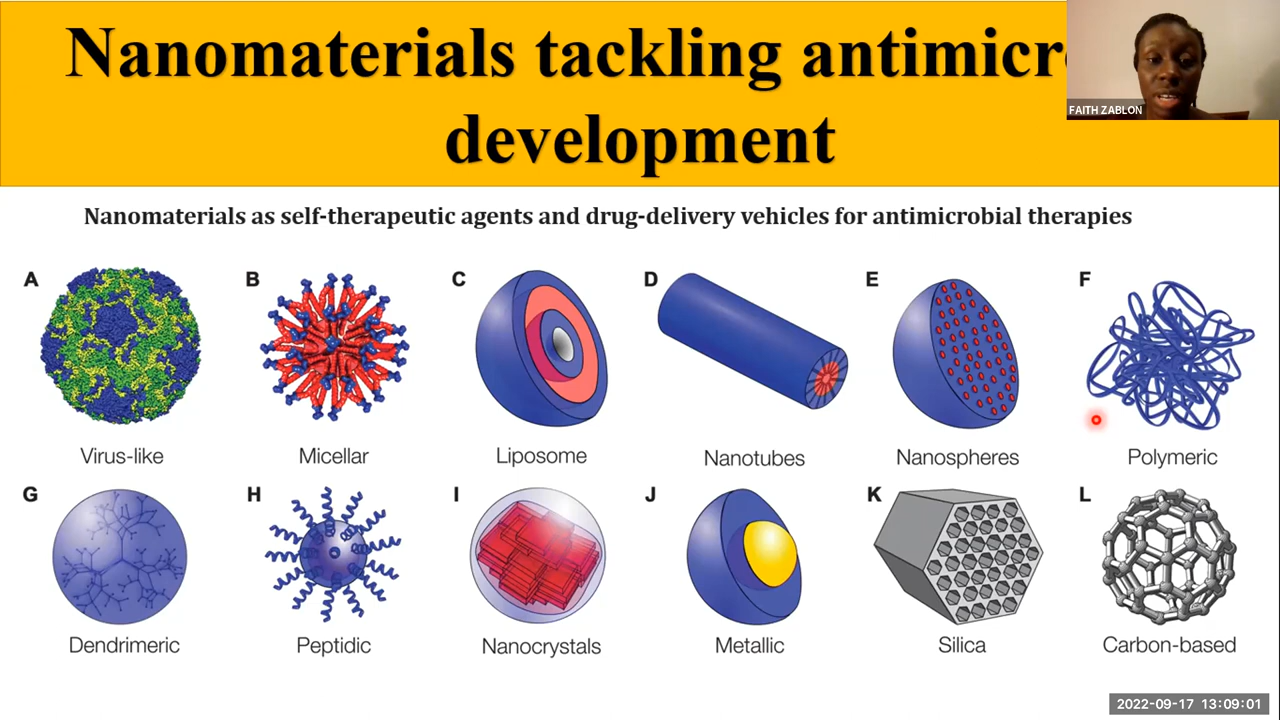 Nanomaterials tackling antimicr
development
FAITH ZABLON
Nanomaterials as self-therapeutic agents and drug-delivery vehicles for antimicrobial therapies
A B C D E F
Virus-like Micellar Liposome Nanotubes Nanospheres Polymeric
G H I J K L
Dendrimeric Peptidic Nanocrystals Metallic Silica Carbon-based
2022-09-17 13:09:01